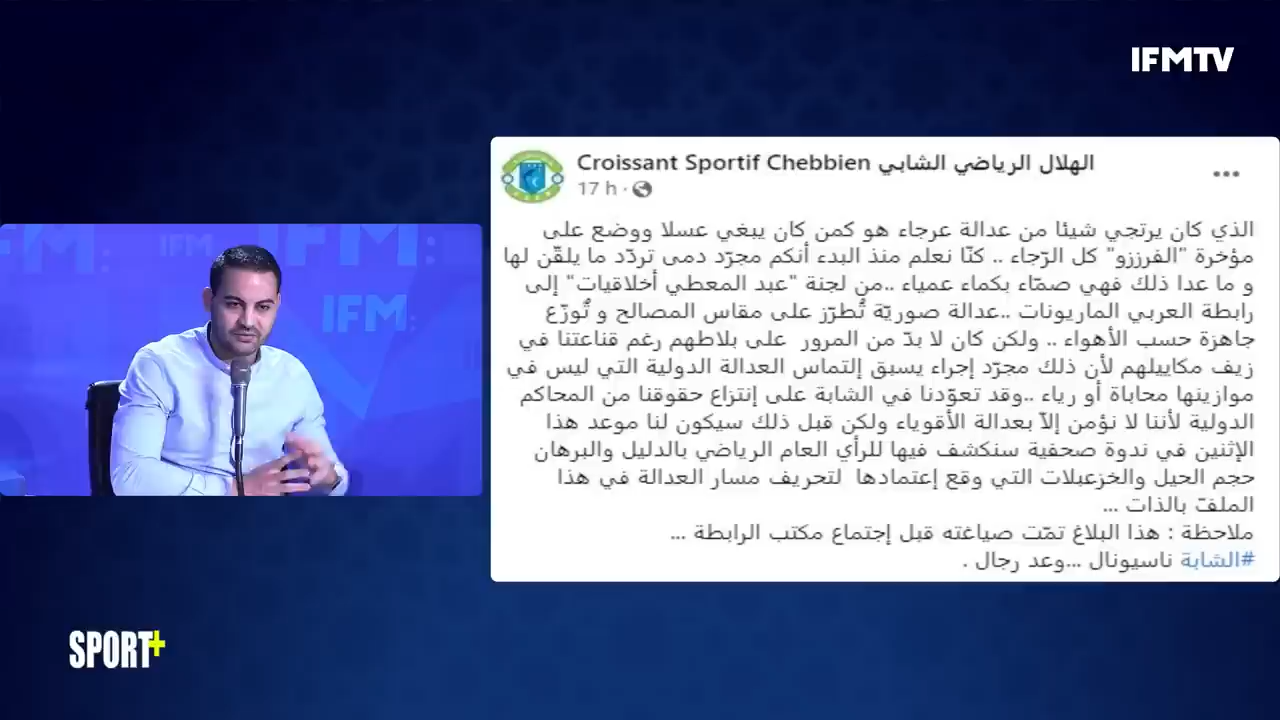 IFMTV
Croissant Sportif Chebbien الهلال الرياضي الشابي
17 h ·
الذي كان يرتجي شيئا من عدالة عرجاء هو كمن كان يبغي عسلا ووضع على
مؤخرة "الفرززو" كل الرّجاء .. كنّا نعلم منذ البدء أنكم مجرّد دمى تردّد ما يلقّن لها
و ما عدا ذلك فهي صمّاء بكماء عمياء ..من لجنة "عبد المعطي أخلاقيات" إلى
رابطة العربي الماريونات ..عدالة صوريّة تُطرّز على مقاس المصالح و تُوزّع
جاهزة حسب الأهواء .. ولكن كان لا بدّ من المرور على بلاطهم رغم قناعتنا في
زيف مكاييلهم لأن ذلك مجرّد إجراء يسبق إلتماس العدالة الدولية التي ليس في
موازينها محاباة أو رياء ..وقد تعوّدنا في الشابة على إنتزاع حقوقنا من المحاكم
الدولية لأننا لا نؤمن إلاّ بعدالة الأقوياء ولكن قبل ذلك سيكون لنا موعد هذا
الإثنين في ندوة صحفية سنكشف فيها للرأي العام الرياضي بالدليل والبرهان
حجم الحيل والخزعبلات التي وقع إعتمادها لتحريف مسار العدالة في هذا
الملفّ بالذات ...
ملاحظة : هذا البلاغ تمّت صياغته قبل إجتماع مكتب الرابطة ...
#الشابة ناسيونال ...وعد رجال .
IFM:
IFM
IFM:
SPORT+